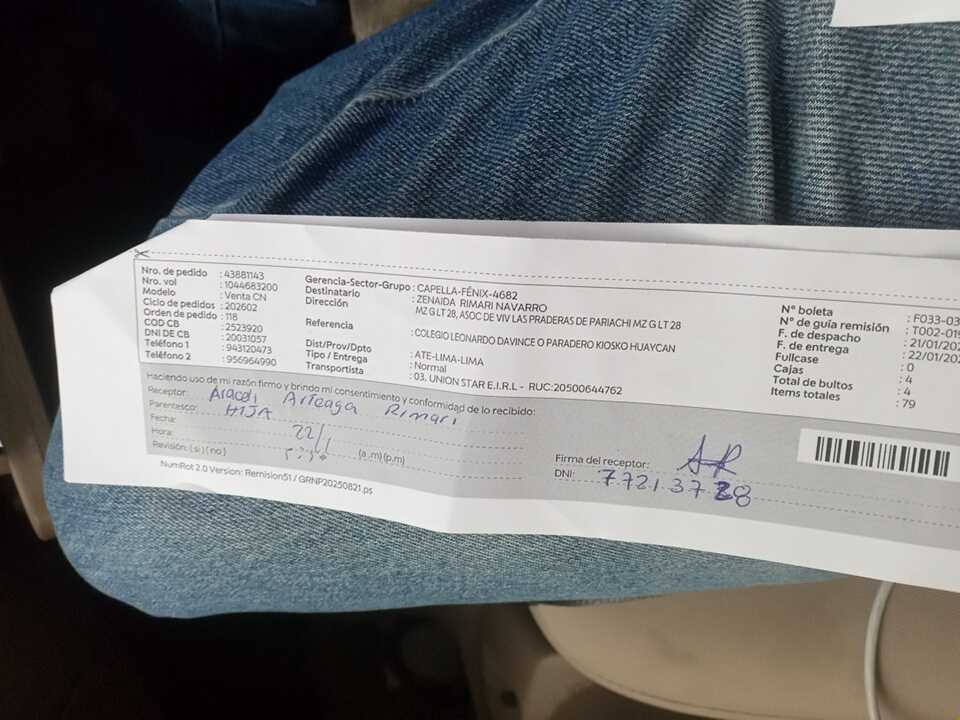 Nro. de pedido : 43881143
Nro. vol : 1044683200
Modelo : Venta CN
Ciclo de pedidos : 202602
Orden de pedido : 118
COD CB : 2523920
DNI DE CB : 20031057
Teléfono 1 : 943120473
Teléfono 2 : 956964990
Gerencia-Sector-Grupo : CAPELLA-FÉNIX-4682
Destinatario : ZENAIDA RIMARI NAVARRO
Dirección MZ G LT 28, ASOC DE VIV LAS PRADERAS DE PARIACHI MZ G LT 28
Referencia : COLEGIO LEONARDO DAVINCE O PARADERO KIOSKO HUAYCAN
Dist/Prov/Dpto : ATE-LIMA-LIMA
Tipo / Entrega : Normal
Transportista : 03. UNION STAR E.I.R.L - RUC:20500644762
N° boleta : F033-03
N° de guía remisión : T002-019
F. de despacho : 21/01/202
F. de entrega : 22/01/202
Fullcase : 0
Cajas : 4
Total de bultos : 4
Items totales : 79
Haciendo uso de mi razón firmo y brindo mi consentimiento y conformidad de lo recibido:
Receptor: Araceli Arteaga Rimari
Parentesco: HIJA
Fecha: 22/1
Hora: (a.m)(p.m)
Revisión: (si) (no)
Firma del receptor: AR
DNI: 77213728
NumRot 2.0 Version: Remision51 / GRNP20250821.ps